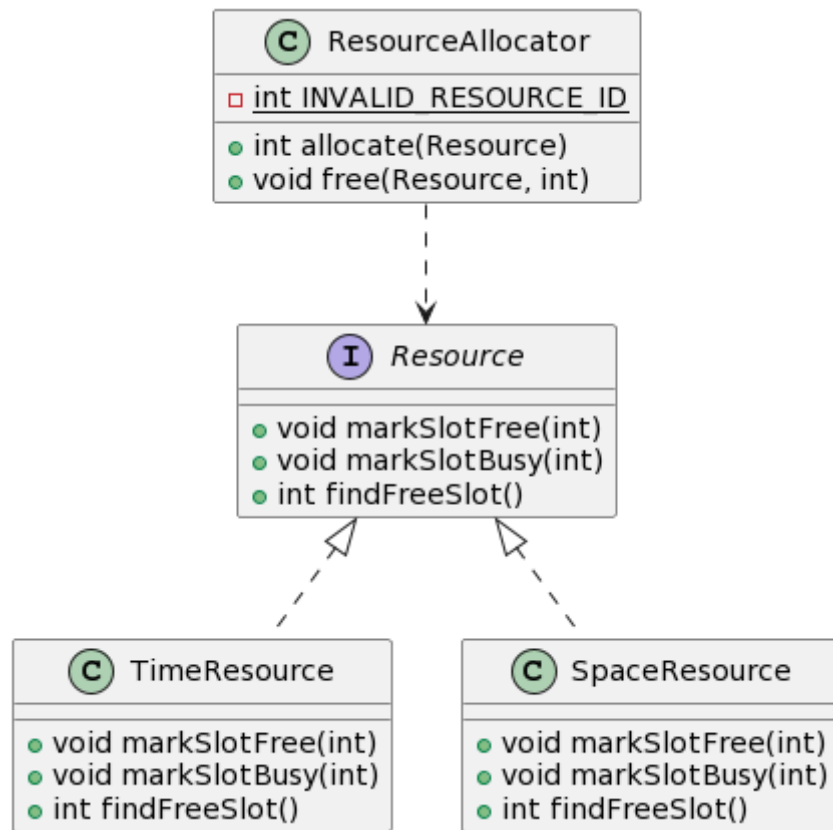 C ResourceAllocator
int INVALID_RESOURCE_ID
int allocate(Resource)
void free(Resource, int)
I Resource
void markSlotFree(int)
void markSlotBusy(int)
int findFreeSlot()
C TimeResource
void markSlotFree(int)
void markSlotBusy(int)
int findFreeSlot()
C SpaceResource
void markSlotFree(int)
void markSlotBusy(int)
int findFreeSlot()